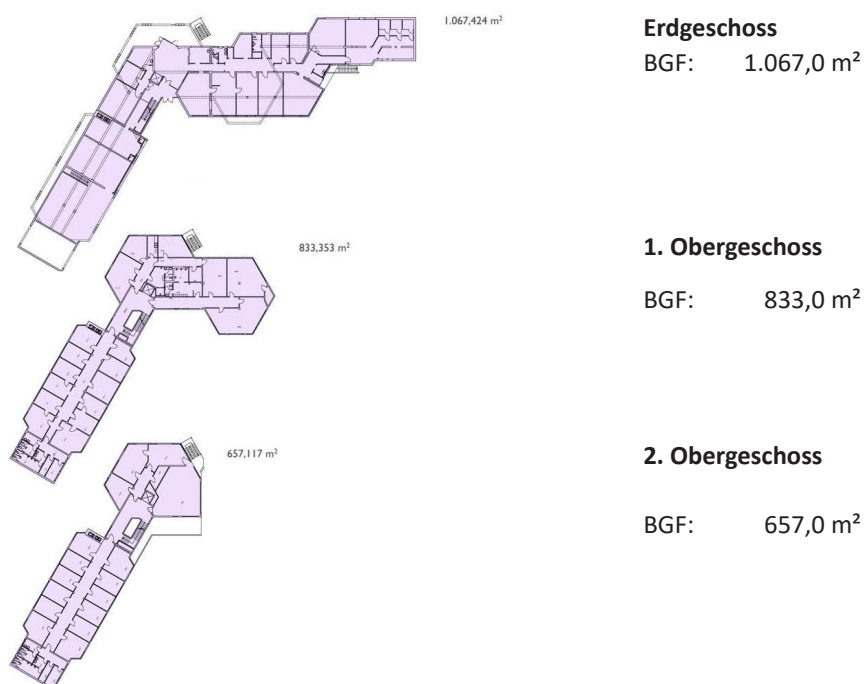 1.067,424 m²
Erdgeschoss
BGF: 1.067,0 m²
833,353 m²
1. Obergeschoss
BGF: 833,0 m²
657,117 m²
2. Obergeschoss
BGF: 657,0 m²